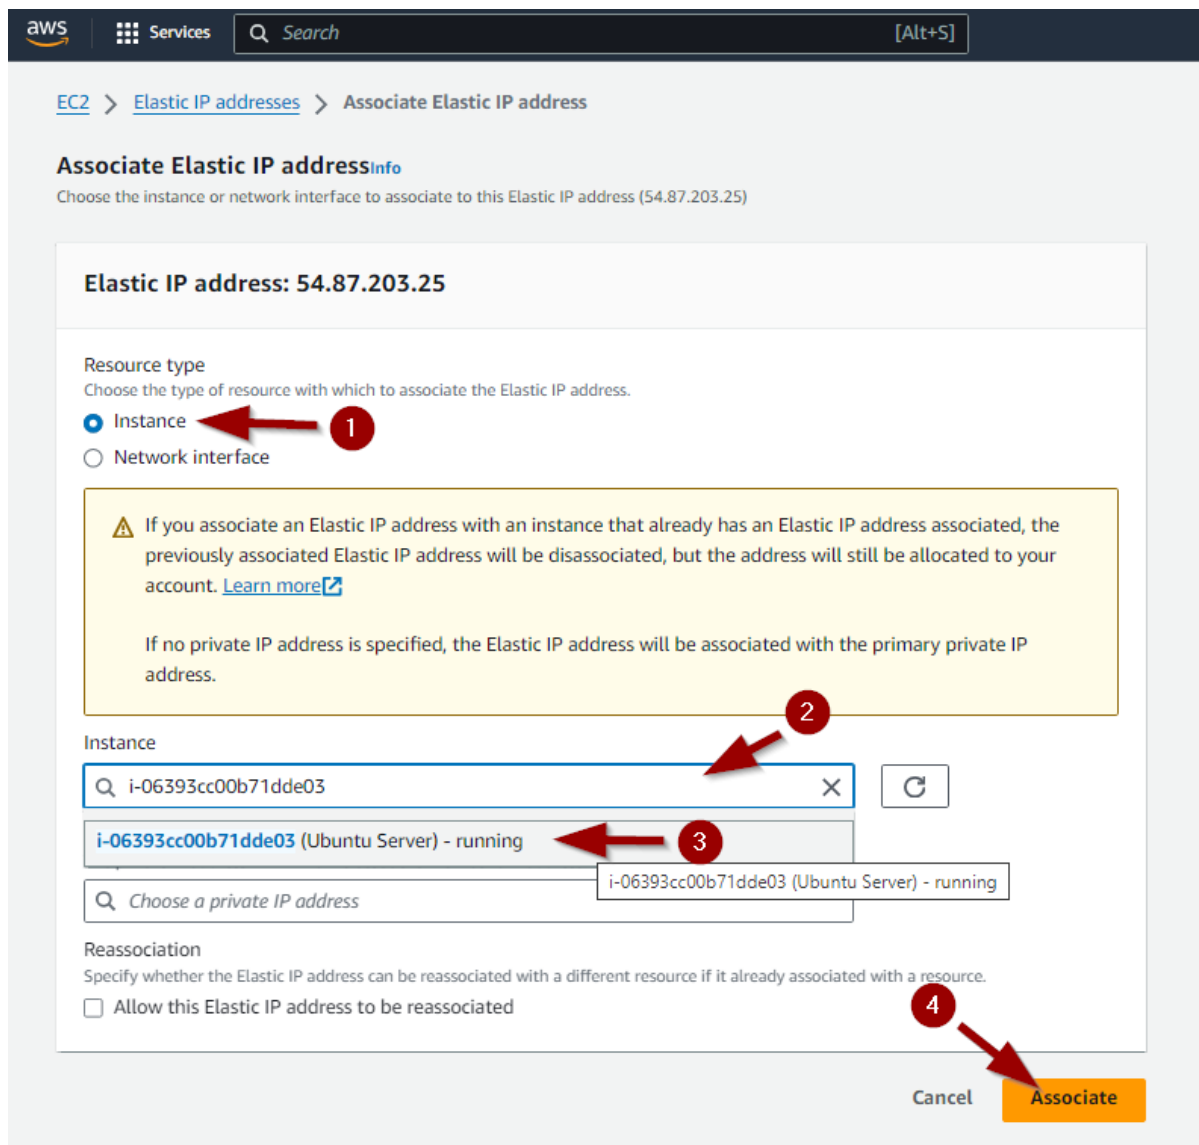 aws Services Search [Alt+S]
EC2 > Elastic IP addresses > Associate Elastic IP address
Associate Elastic IP address Info
Choose the instance or network interface to associate to this Elastic IP address (54.87.203.25)
Elastic IP address: 54.87.203.25
Resource type
Choose the type of resource with which to associate the Elastic IP address.
Instance
1
Network interface
If you associate an Elastic IP address with an instance that already has an Elastic IP address associated, the
previously associated Elastic IP address will be disassociated, but the address will still be allocated to your
account. Learn more
If no private IP address is specified, the Elastic IP address will be associated with the primary private IP
address.
2
Instance
i-06393cc00b71dde03
i-06393cc00b71dde03 (Ubuntu Server) - running
3
i-06393cc00b71dde03 (Ubuntu Server) - running
Choose a private IP address
Reassociation
Specify whether the Elastic IP address can be reassociated with a different resource if it already associated with a resource.
Allow this Elastic IP address to be reassociated
4
Cancel Associate